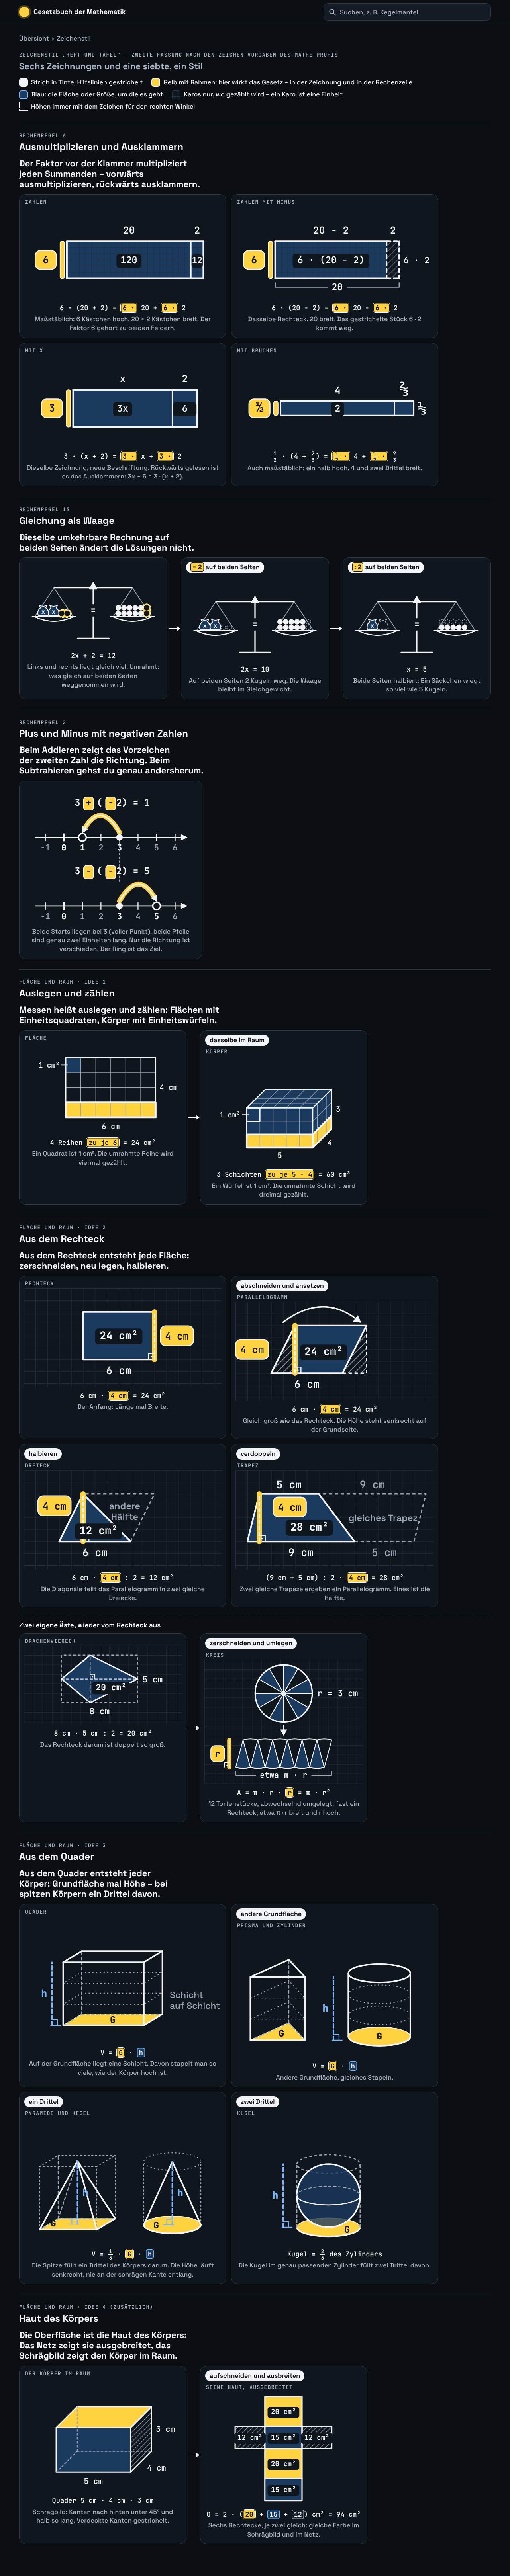 Gesetzbuch der Mathematik
Suchen, z. B. Kegelmantel
Übersicht › Zeichenstil
ZEICHENSTIL „HEFT UND TAFEL“ · ZWEITE FASSUNG NACH DEN ZEICHEN-VORGABEN DES MATHE-PROFIS
Sechs Zeichnungen und eine siebte, ein Stil
Strich in Tinte, Hilfslinien gestrichelt
Gelb mit Rahmen: hier wirkt das Gesetz – in der Zeichnung und in der Rechenzeile
Blau: die Fläche oder Größe, um die es geht
Karos nur, wo gezählt wird – ein Karo ist eine Einheit
Höhen immer mit dem Zeichen für den rechten Winkel
RECHENREGEL 6
Ausmultiplizieren und Ausklammern
Der Faktor vor der Klammer multipliziert
jeden Summanden – vorwärts
ausmultiplizieren, rückwärts ausklammern.
ZAHLEN
20 2
6 120 12
6 · (20 + 2) = 6 · 20 + 6 · 2
Maßstäblich: 6 Kästchen hoch, 20 + 2 Kästchen breit. Der
Faktor 6 gehört zu beiden Feldern.
ZAHLEN MIT MINUS
20 - 2 2
6 6 · (20 - 2) 6 · 2
20
6 · (20 - 2) = 6 · 20 - 6 · 2
Dasselbe Rechteck, 20 breit. Das gestrichelte Stück 6 · 2
kommt weg.
MIT X
x 2
3 3x 6
3 · (x + 2) = 3 · x + 3 · 2
Dieselbe Zeichnung, neue Beschriftung. Rückwärts gelesen ist
es das Ausklammern: 3x + 6 = 3 · (x + 2).
MIT BRÜCHEN
4 ⅔
½ 2 ⅓
½ · (4 + ⅔) = ½ · 4 + ½ · ⅔
Auch maßstäblich: ein halb hoch, 4 und zwei Drittel breit.
RECHENREGEL 13
Gleichung als Waage
Dieselbe umkehrbare Rechnung auf
beiden Seiten ändert die Lösungen nicht.
x x =
2x + 2 = 12
Links und rechts liegt gleich viel. Umrahmt:
was gleich auf beiden Seiten
weggenommen wird.
- 2 auf beiden Seiten
x x =
2x = 10
Auf beiden Seiten 2 Kugeln weg. Die Waage
bleibt im Gleichgewicht.
: 2 auf beiden Seiten
x =
x = 5
Beide Seiten halbiert: Ein Säckchen wiegt
so viel wie 5 Kugeln.
RECHENREGEL 2
Plus und Minus mit negativen Zahlen
Beim Addieren zeigt das Vorzeichen
der zweiten Zahl die Richtung. Beim
Subtrahieren gehst du genau andersherum.
3 + (-2) = 1
-1 0 1 2 3 4 5 6
3 - (-2) = 5
-1 0 1 2 3 4 5 6
Beide Starts liegen bei 3 (voller Punkt), beide Pfeile
sind genau zwei Einheiten lang. Nur die Richtung ist
verschieden. Der Ring ist das Ziel.
FLÄCHE UND RAUM · IDEE 1
Auslegen und zählen
Messen heißt auslegen und zählen: Flächen mit
Einheitsquadraten, Körper mit Einheitswürfeln.
FLÄCHE
1 cm²
4 cm
6 cm
4 Reihen zu je 6 = 24 cm²
Ein Quadrat ist 1 cm². Die umrahmte Reihe wird
viermal gezählt.
dasselbe im Raum
KÖRPER
1 cm³
3
4
5
3 Schichten zu je 5 · 4 = 60 cm³
Ein Würfel ist 1 cm³. Die umrahmte Schicht wird
dreimal gezählt.
FLÄCHE UND RAUM · IDEE 2
Aus dem Rechteck
Aus dem Rechteck entsteht jede Fläche:
zerschneiden, neu legen, halbieren.
RECHTECK
24 cm² 4 cm
6 cm
6 cm · 4 cm = 24 cm²
Der Anfang: Länge mal Breite.
abschneiden und ansetzen
PARALLELOGRAMM
4 cm 24 cm²
6 cm
6 cm · 4 cm = 24 cm²
Gleich groß wie das Rechteck. Die Höhe steht senkrecht auf
der Grundseite.
halbieren
DREIECK
4 cm andere
Hälfte
12 cm²
6 cm
6 cm · 4 cm : 2 = 12 cm²
Die Diagonale teilt das Parallelogramm in zwei gleiche
Dreiecke.
verdoppeln
TRAPEZ
5 cm 9 cm
4 cm gleiches Trapez
28 cm²
9 cm 5 cm
(9 cm + 5 cm) : 2 · 4 cm = 28 cm²
Zwei gleiche Trapeze ergeben ein Parallelogramm. Eines ist die
Hälfte.
Zwei eigene Äste, wieder vom Rechteck aus
DRACHENVIERECK
5 cm
20 cm²
8 cm
8 cm · 5 cm : 2 = 20 cm²
Das Rechteck darum ist doppelt so groß.
zerschneiden und umlegen
KREIS
r = 3 cm
r
etwa π · r
A = π · r · r = π · r²
12 Tortenstücke, abwechselnd umgelegt: fast ein
Rechteck, etwa π · r breit und r hoch.
FLÄCHE UND RAUM · IDEE 3
Aus dem Quader
Aus dem Quader entsteht jeder
Körper: Grundfläche mal Höhe – bei
spitzen Körpern ein Drittel davon.
QUADER
h
Schicht
auf Schicht
G
V = G · h
Auf der Grundfläche liegt eine Schicht. Davon stapelt man so
viele, wie der Körper hoch ist.
andere Grundfläche
PRISMA UND ZYLINDER
h
G G
V = G · h
Andere Grundfläche, gleiches Stapeln.
ein Drittel
PYRAMIDE UND KEGEL
h h
G G
V = ⅓ · G · h
Die Spitze füllt ein Drittel des Körpers darum. Die Höhe läuft
senkrecht, nie an der schrägen Kante entlang.
zwei Drittel
KUGEL
h
G
Kugel = ⅔ des Zylinders
Die Kugel im genau passenden Zylinder füllt zwei Drittel davon.
FLÄCHE UND RAUM · IDEE 4 (ZUSÄTZLICH)
Haut des Körpers
Die Oberfläche ist die Haut des Körpers:
Das Netz zeigt sie ausgebreitet, das
Schrägbild zeigt den Körper im Raum.
DER KÖRPER IM RAUM
3 cm
4 cm
5 cm
Quader 5 cm · 4 cm · 3 cm
Schrägbild: Kanten nach hinten unter 45° und
halb so lang. Verdeckte Kanten gestrichelt.
aufschneiden und ausbreiten
SEINE HAUT, AUSGEBREITET
20 cm²
12 cm² 15 cm² 12 cm²
20 cm²
15 cm²
O = 2 · (20 + 15 + 12) cm² = 94 cm²
Sechs Rechtecke, je zwei gleich: gleiche Farbe im
Schrägbild und im Netz.